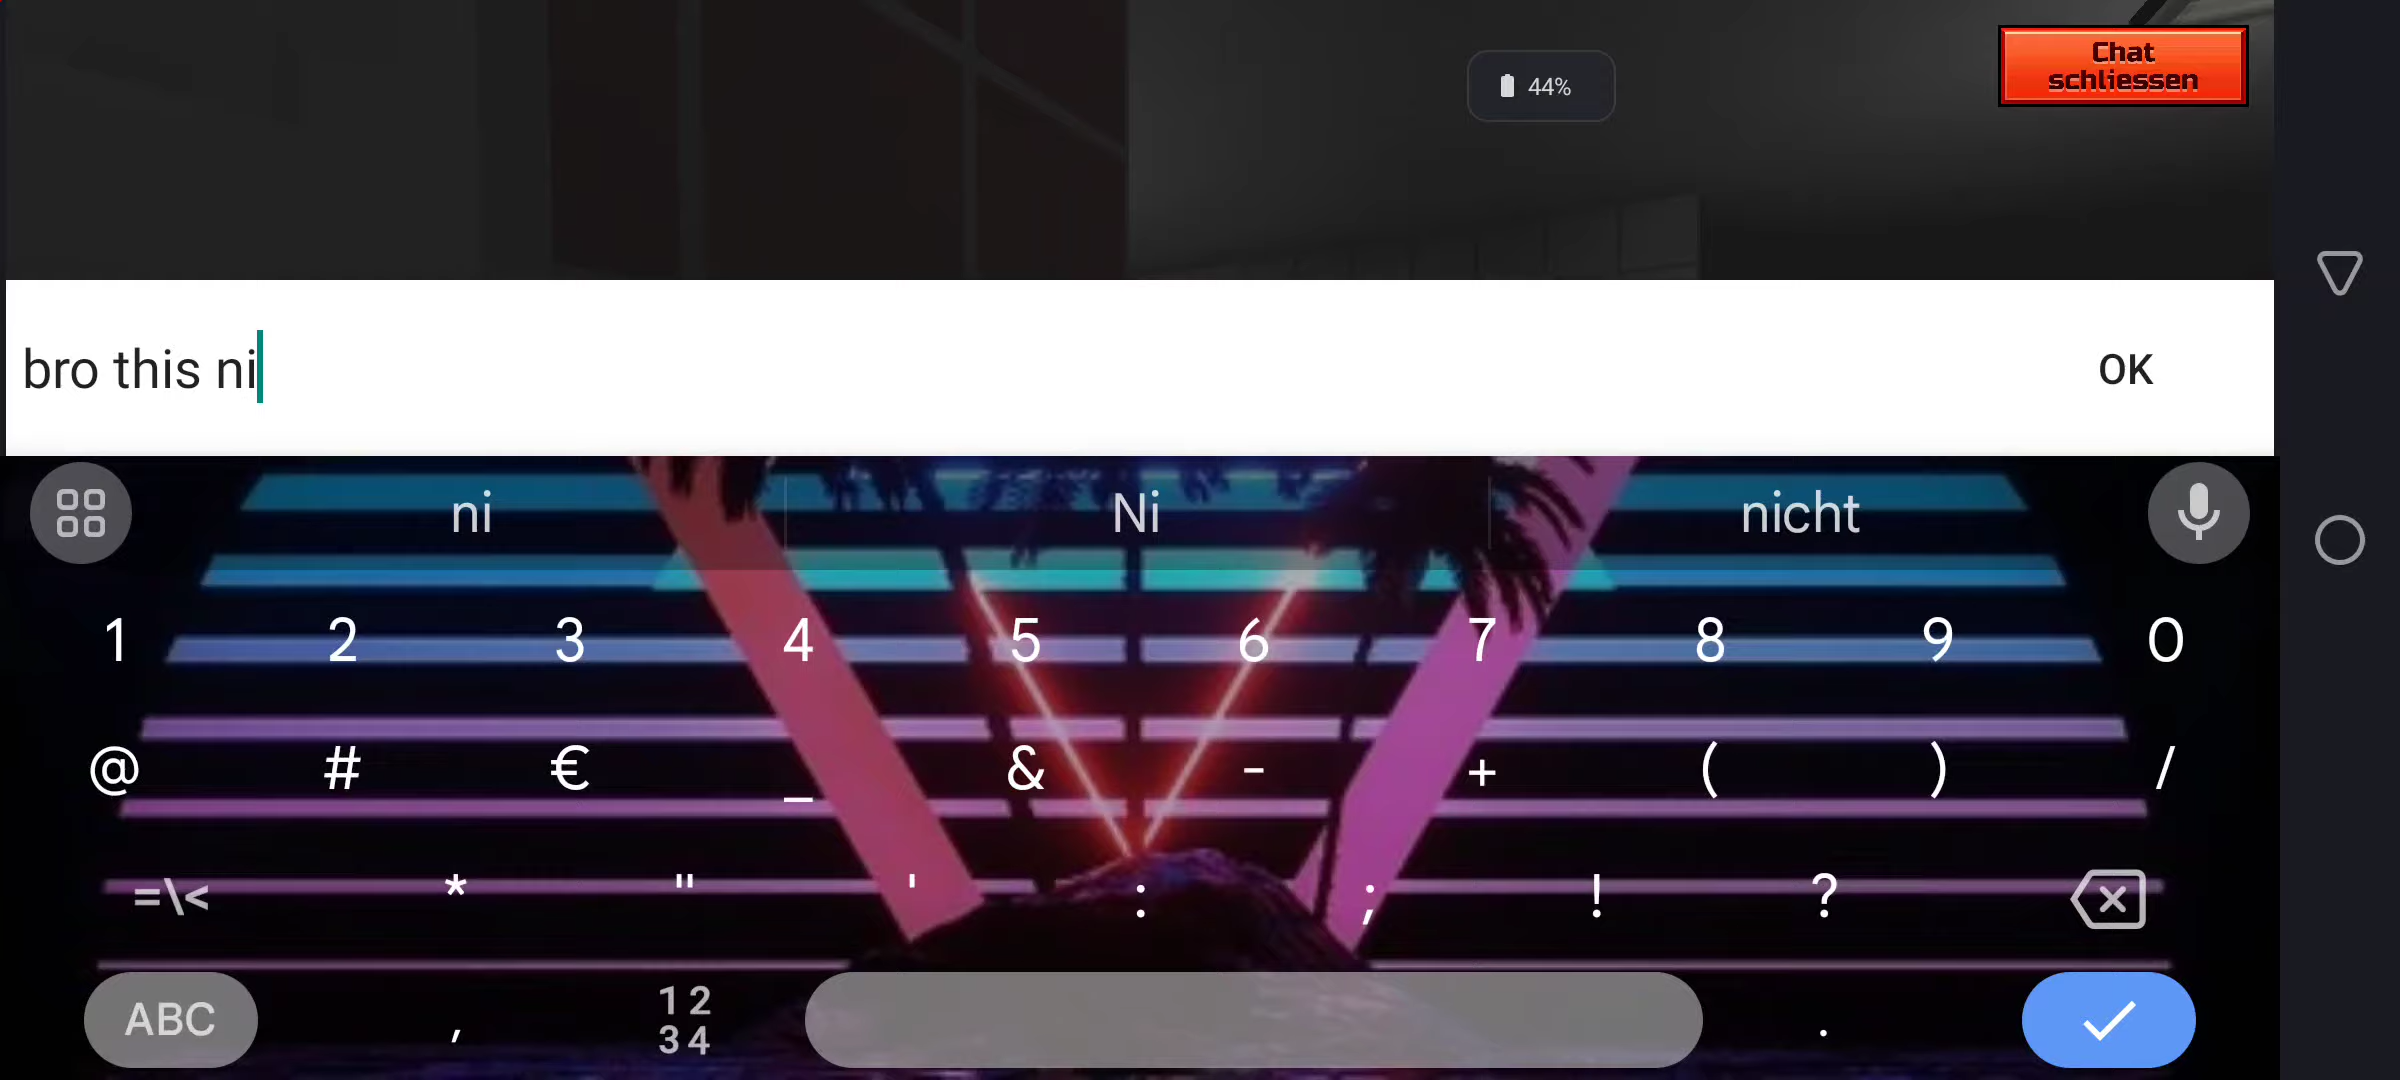 44%
Chat
schliessen
bro this ni
OK
ni Ni nicht
1 2 3 4 5 6 7 8 9 0
@ # € _ & - + ( ) /
=\< * " ' : ; ! ?
ABC , 12 .
34